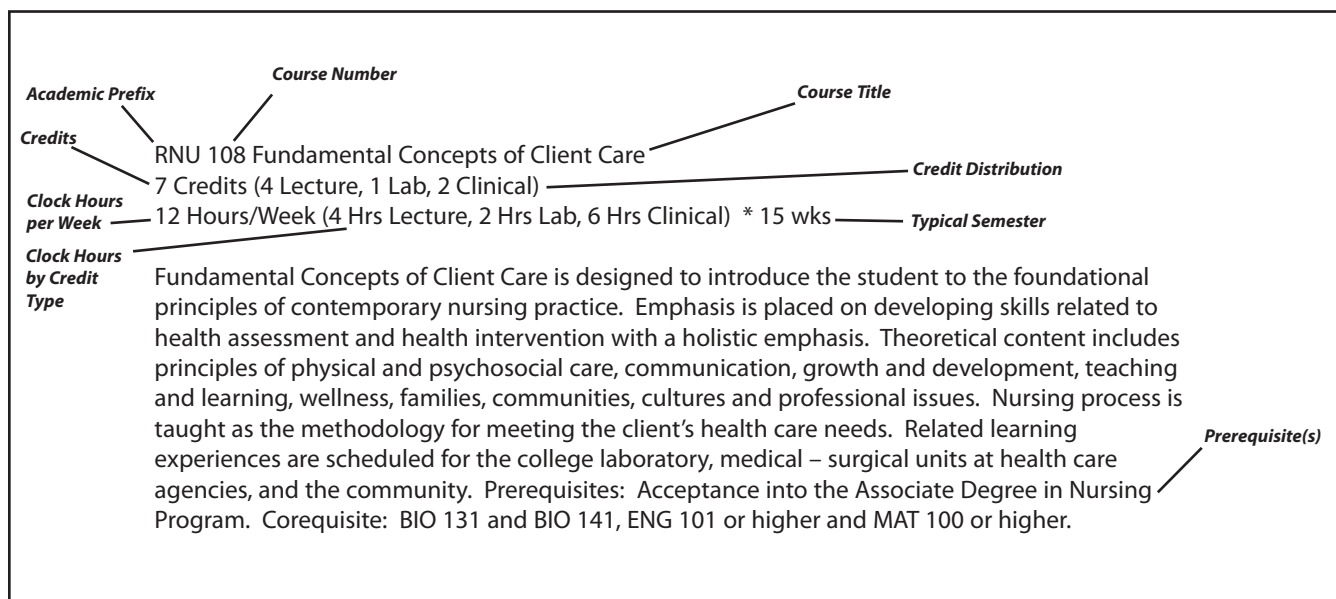 Course Number
Academic Prefix
Course Title
Credits
RNU 108 Fundamental Concepts of Client Care
7 Credits (4 Lecture, 1 Lab, 2 Clinical)
Credit Distribution
Clock Hours
per Week
12 Hours/Week (4 Hrs Lecture, 2 Hrs Lab, 6 Hrs Clinical)  * 15 wks
Typical Semester
Clock Hours
by Credit
Type
Fundamental Concepts of Client Care is designed to introduce the student to the foundational
principles of contemporary nursing practice.  Emphasis is placed on developing skills related to
health assessment and health intervention with a holistic emphasis.  Theoretical content includes
principles of physical and psychosocial care, communication, growth and development, teaching
and learning, wellness, families, communities, cultures and professional issues.  Nursing process is
taught as the methodology for meeting the client’s health care needs.  Related learning
experiences are scheduled for the college laboratory, medical – surgical units at health care
agencies, and the community.  Prerequisites:  Acceptance into the Associate Degree in Nursing
Program.  Corequisite:  BIO 131 and BIO 141, ENG 101 or higher and MAT 100 or higher.
Prerequisite(s)